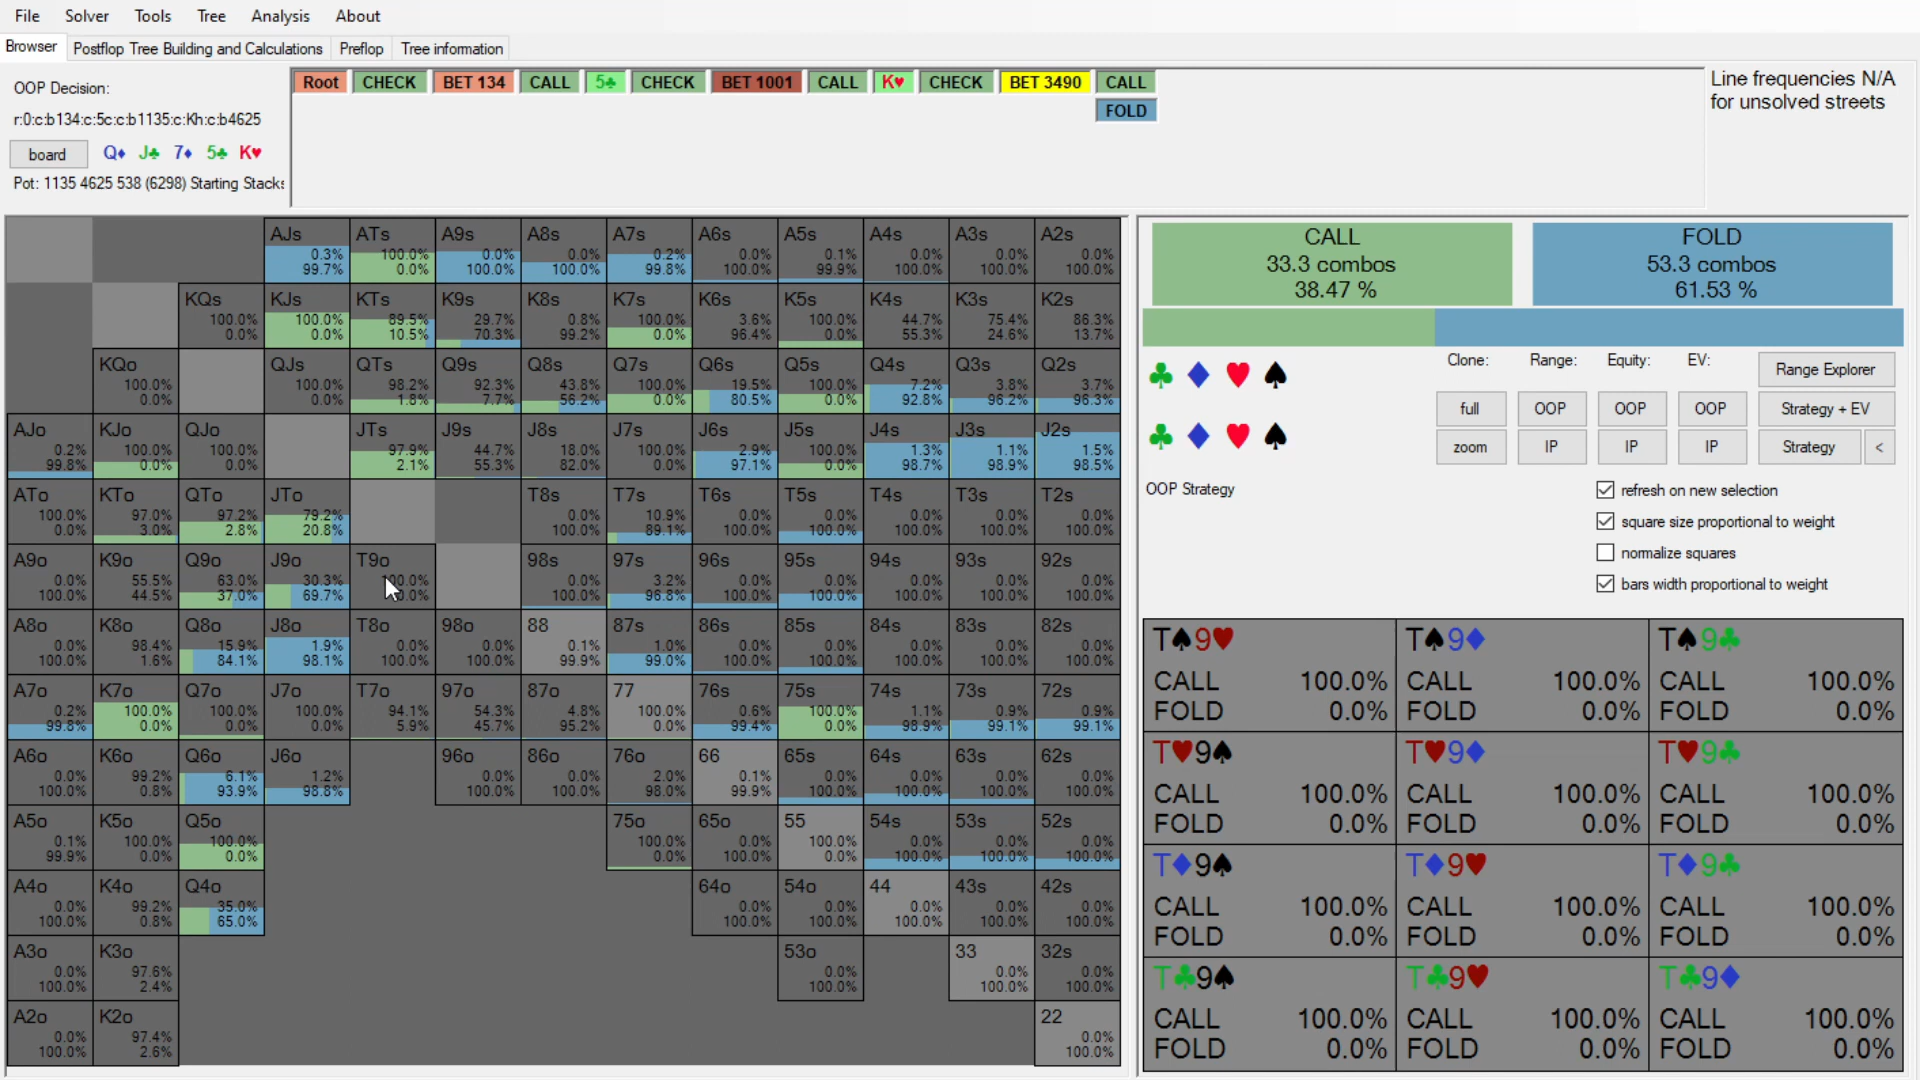 File Solver Tools Tree Analysis About
Browser Postflop Tree Building and Calculations Preflop Tree information
OOP Decision:
r:0:c:b134:c:5c:c:b1135:c:Kh:c:b4625
board Q♦ J♣ 7♦ 5♣ K♥
Pot: 1135 4625 538 (6298) Starting Stacks
Root CHECK BET 134 CALL 5♣ CHECK BET 1001 CALL K♥ CHECK BET 3490 CALL
FOLD
Line frequencies N/A
for unsolved streets
AJs ATs A9s A8s A7s A6s A5s A4s A3s A2s
0.3% 100.0% 0.0% 0.0% 0.2% 0.0% 0.1% 0.0% 0.0% 0.0%
99.7% 0.0% 100.0% 100.0% 99.8% 100.0% 99.9% 100.0% 100.0% 100.0%
KQs KJs KTs K9s K8s K7s K6s K5s K4s K3s K2s
100.0% 100.0% 89.5% 29.7% 0.8% 100.0% 3.6% 100.0% 44.7% 75.4% 86.3%
0.0% 0.0% 10.5% 70.3% 99.2% 0.0% 96.4% 0.0% 55.3% 24.6% 13.7%
KQo QJs QTs Q9s Q8s Q7s Q6s Q5s Q4s Q3s Q2s
100.0% 100.0% 98.2% 92.3% 43.8% 100.0% 19.5% 100.0% 7.2% 3.8% 3.7%
0.0% 0.0% 1.8% 7.7% 56.2% 0.0% 80.5% 0.0% 92.8% 96.2% 96.3%
AJo KJo QJo JTs J9s J8s J7s J6s J5s J4s J3s J2s
0.2% 100.0% 100.0% 97.9% 44.7% 18.0% 100.0% 2.9% 100.0% 1.3% 1.1% 1.5%
99.8% 0.0% 0.0% 2.1% 55.3% 82.0% 0.0% 97.1% 0.0% 98.7% 98.9% 98.5%
ATo KTo QTo JTo T8s T7s T6s T5s T4s T3s T2s
100.0% 97.0% 97.2% 79.2% 0.0% 10.9% 0.0% 0.0% 0.0% 0.0% 0.0%
0.0% 3.0% 2.8% 20.8% 100.0% 89.1% 100.0% 100.0% 100.0% 100.0% 100.0%
A9o K9o Q9o J9o T9o 98s 97s 96s 95s 94s 93s 92s
0.0% 55.5% 63.0% 30.3% 0.0% 3.2% 0.0% 0.0% 0.0% 0.0% 0.0%
100.0% 44.5% 37.0% 69.7% 100.0% 96.8% 100.0% 100.0% 100.0% 100.0% 100.0%
A8o K8o Q8o J8o T8o 98o 88 87s 86s 85s 84s 83s 82s
0.0% 98.4% 15.9% 1.9% 0.0% 0.0% 0.1% 1.0% 0.0% 0.0% 0.0% 0.0% 0.0%
100.0% 1.6% 84.1% 98.1% 100.0% 100.0% 99.9% 99.0% 100.0% 100.0% 100.0% 100.0% 100.0%
A7o K7o Q7o J7o T7o 97o 87o 77 76s 75s 74s 73s 72s
0.2% 100.0% 100.0% 100.0% 94.1% 54.3% 4.8% 100.0% 0.6% 100.0% 1.1% 0.9% 0.9%
99.8% 0.0% 0.0% 0.0% 5.9% 45.7% 95.2% 0.0% 99.4% 0.0% 98.9% 99.1% 99.1%
A6o K6o Q6o J6o 96o 86o 76o 66 65s 64s 63s 62s
0.0% 99.2% 6.1% 1.2% 0.0% 0.0% 2.0% 0.1% 0.0% 0.0% 0.0% 0.0%
100.0% 0.8% 93.9% 98.8% 100.0% 100.0% 98.0% 99.9% 100.0% 100.0% 100.0% 100.0%
A5o K5o Q5o 75o 65o 55 54s 53s 52s
0.1% 100.0% 100.0% 100.0% 0.0% 100.0% 0.0% 0.0% 0.0%
99.9% 0.0% 0.0% 0.0% 100.0% 0.0% 100.0% 100.0% 100.0%
A4o K4o Q4o 64o 54o 44 43s 42s
0.0% 99.2% 35.0% 0.0% 0.0% 0.0% 0.0% 0.0%
100.0% 0.8% 65.0% 100.0% 100.0% 100.0% 100.0% 100.0%
A3o K3o 53o 33 32s
0.0% 97.6% 0.0% 0.0% 0.0%
100.0% 2.4% 100.0% 100.0% 100.0%
A2o K2o 22
0.0% 97.4% 0.0%
100.0% 2.6% 100.0%
CALL FOLD
33.3 combos 53.3 combos
38.47 % 61.53 %
♣ ♦ ♥ ♠ Clone: Range: Equity: EV: Range Explorer
full OOP OOP OOP Strategy + EV
♣ ♦ ♥ ♠ zoom IP IP IP Strategy <
OOP Strategy
refresh on new selection
square size proportional to weight
normalize squares
bars width proportional to weight
T♠9♥ T♠9♦ T♠9♣
CALL 100.0% CALL 100.0% CALL 100.0%
FOLD 0.0% FOLD 0.0% FOLD 0.0%
T♥9♠ T♥9♦ T♥9♣
CALL 100.0% CALL 100.0% CALL 100.0%
FOLD 0.0% FOLD 0.0% FOLD 0.0%
T♦9♠ T♦9♥ T♦9♣
CALL 100.0% CALL 100.0% CALL 100.0%
FOLD 0.0% FOLD 0.0% FOLD 0.0%
T♣9♠ T♣9♥ T♣9♦
CALL 100.0% CALL 100.0% CALL 100.0%
FOLD 0.0% FOLD 0.0% FOLD 0.0%